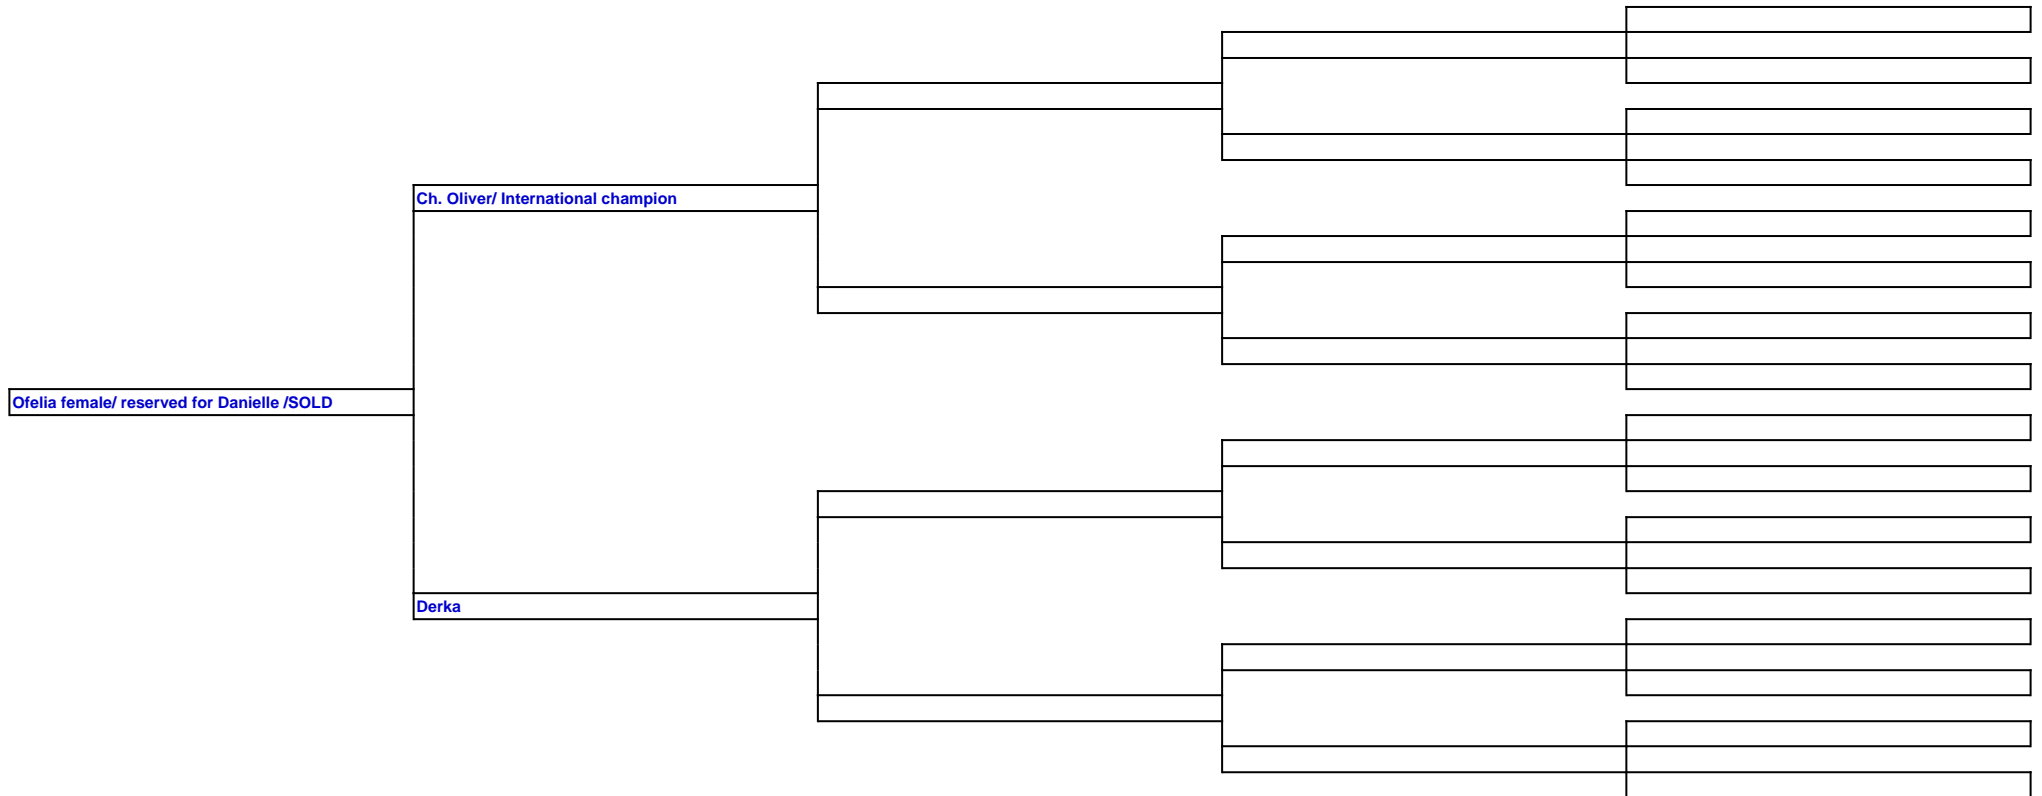 Ch. Oliver/ International champion
Ofelia female/ reserved for Danielle /SOLD
Derka